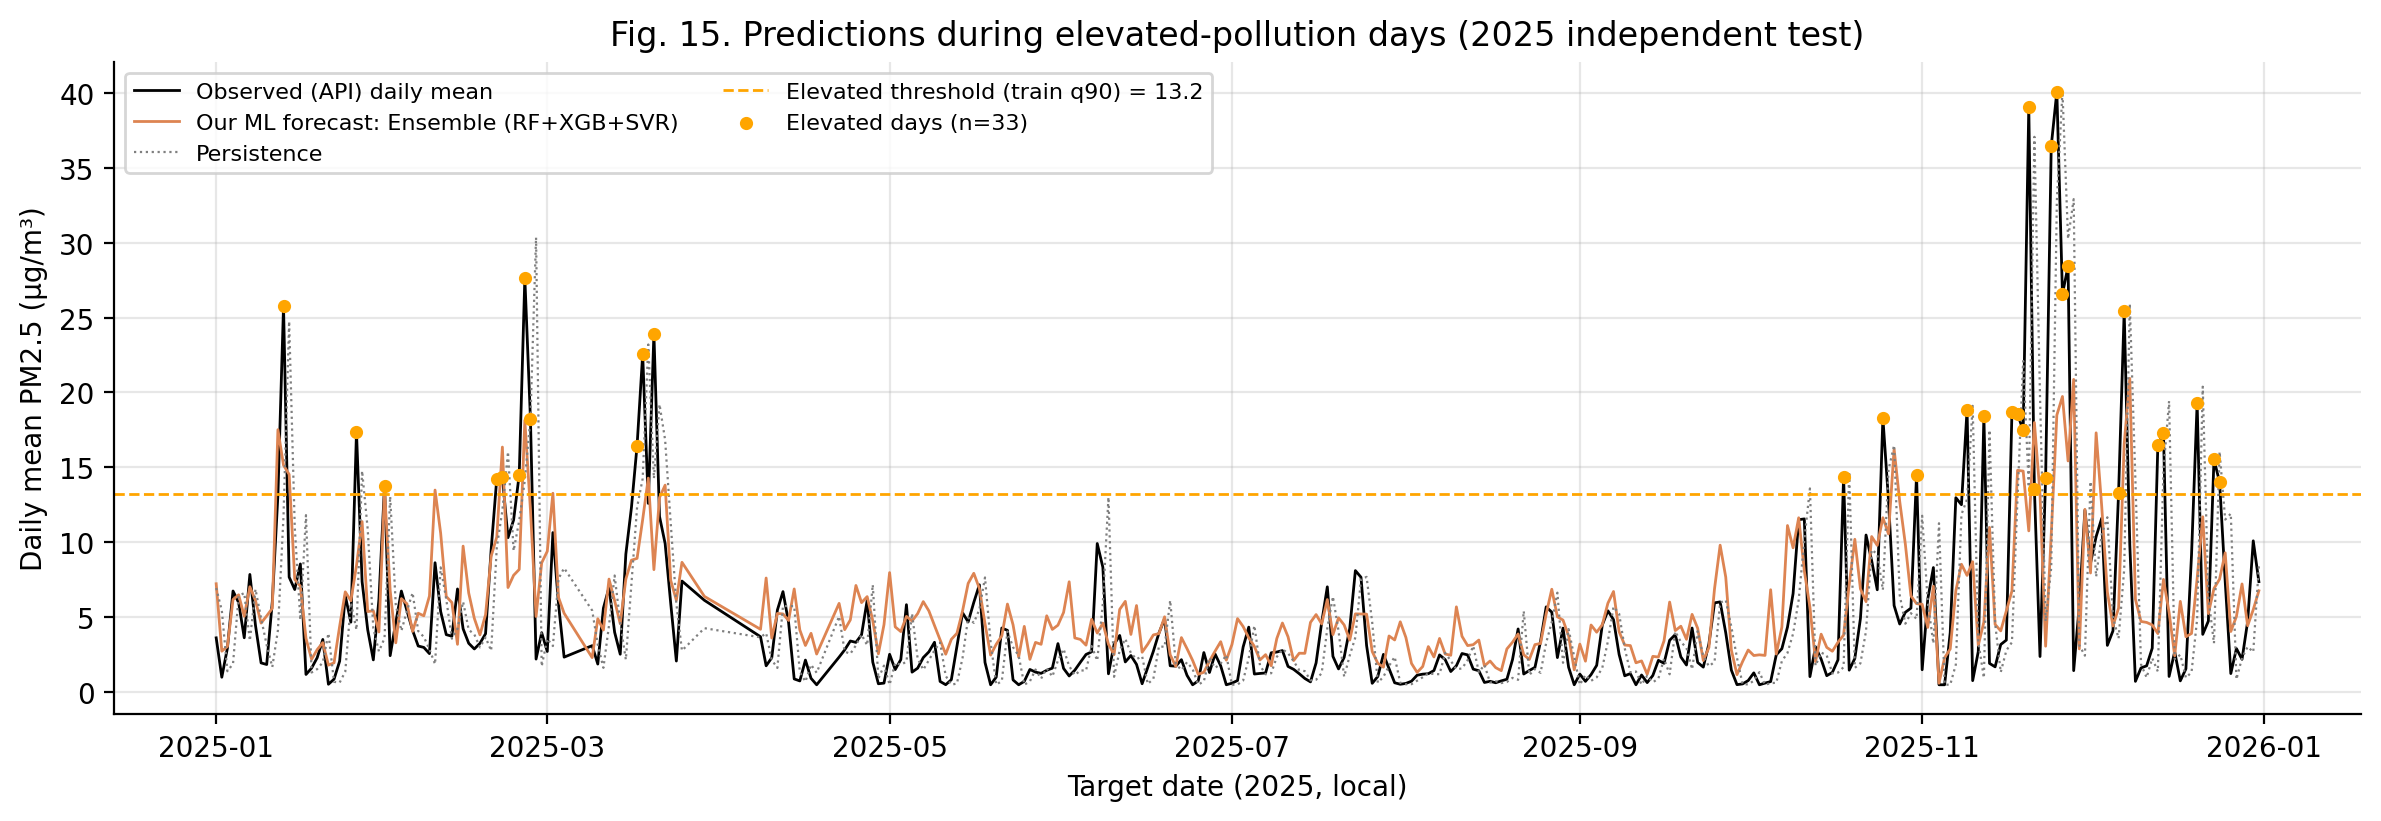 Fig. 15. Predictions during elevated-pollution days (2025 independent test)
Observed (API) daily mean
Our ML forecast: Ensemble (RF+XGB+SVR)
Persistence
Elevated threshold (train q90) = 13.2
Elevated days (n=33)
Daily mean PM2.5 (µg/m³)
40
35
30
25
20
15
10
5
0
2025-01
2025-03
2025-05
2025-07
2025-09
2025-11
2026-01
Target date (2025, local)